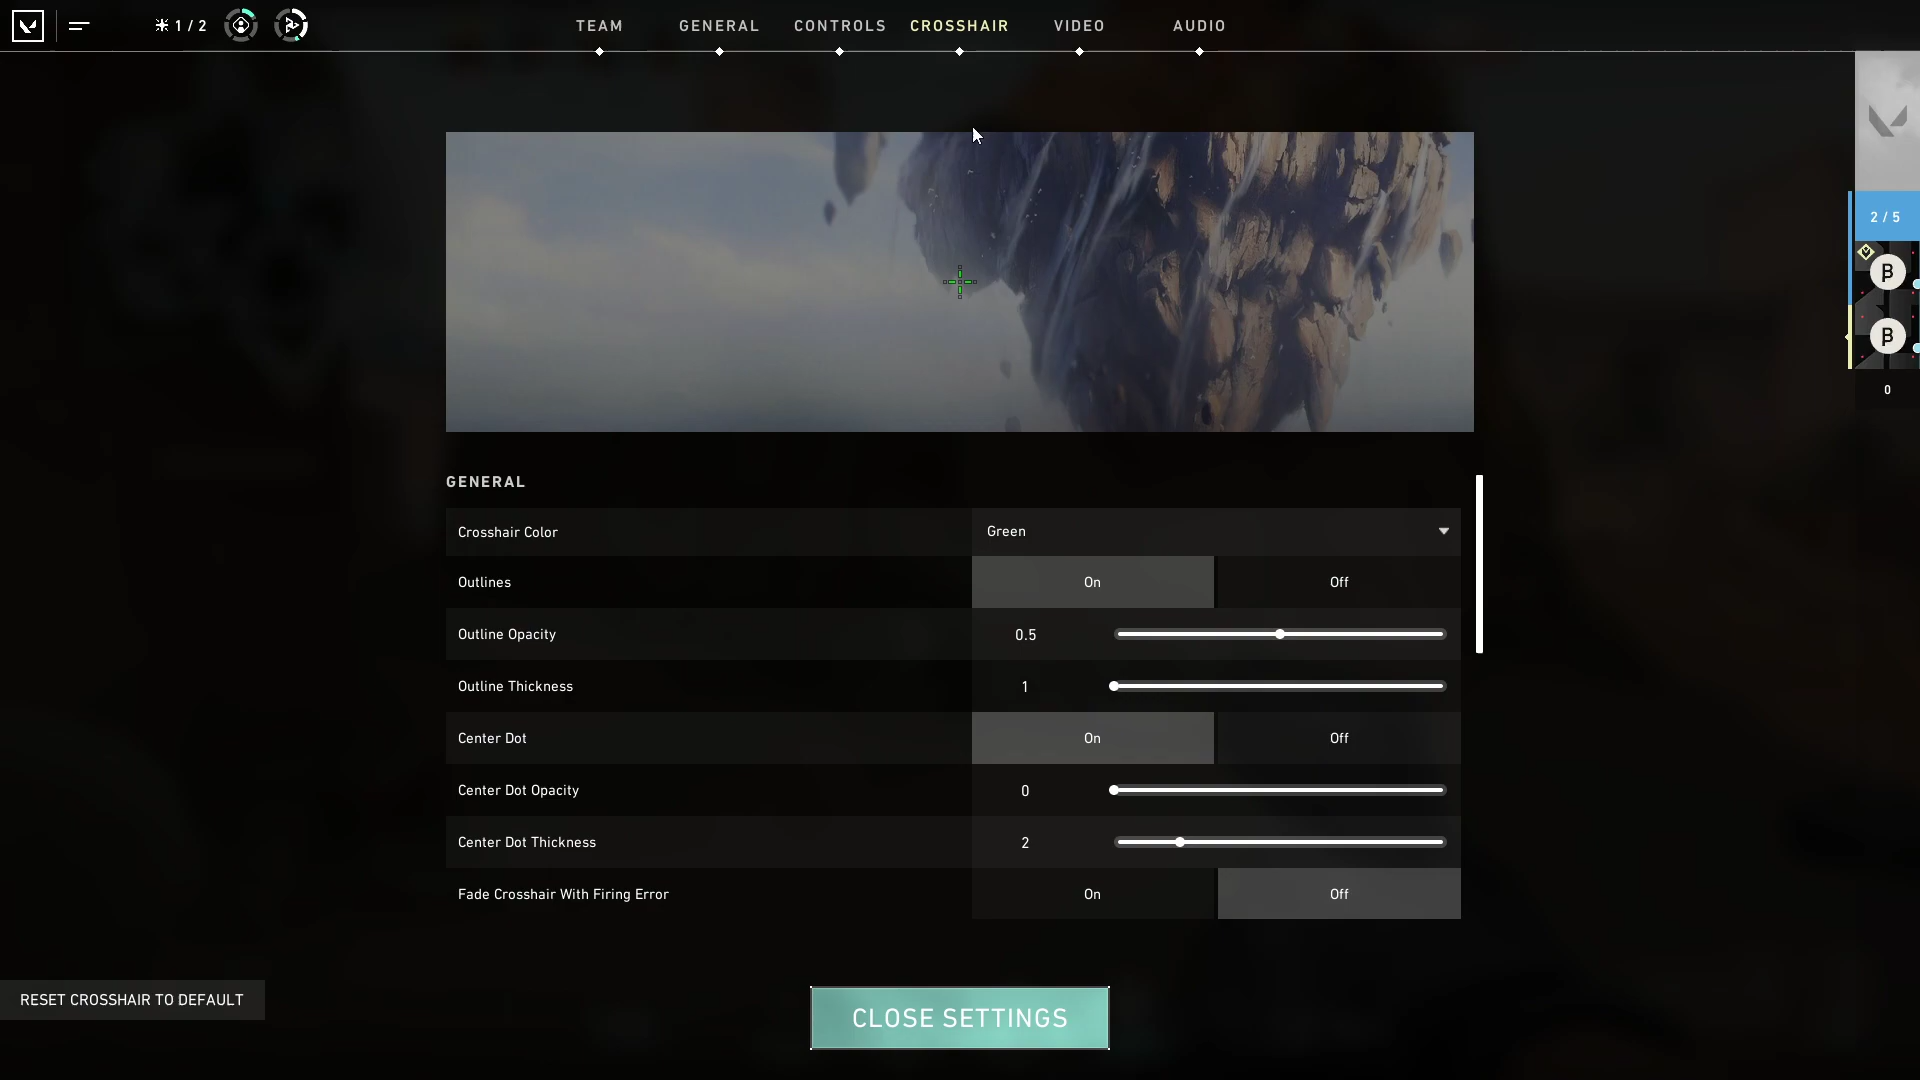 1 / 2
TEAM
GENERAL
CONTROLS
CROSSHAIR
VIDEO
AUDIO
2 / 5
β
β
0
GENERAL
Crosshair Color Green
Outlines On Off
Outline Opacity 0.5
Outline Thickness 1
Center Dot On Off
Center Dot Opacity 0
Center Dot Thickness 2
Fade Crosshair With Firing Error On Off
RESET CROSSHAIR TO DEFAULT
CLOSE SETTINGS